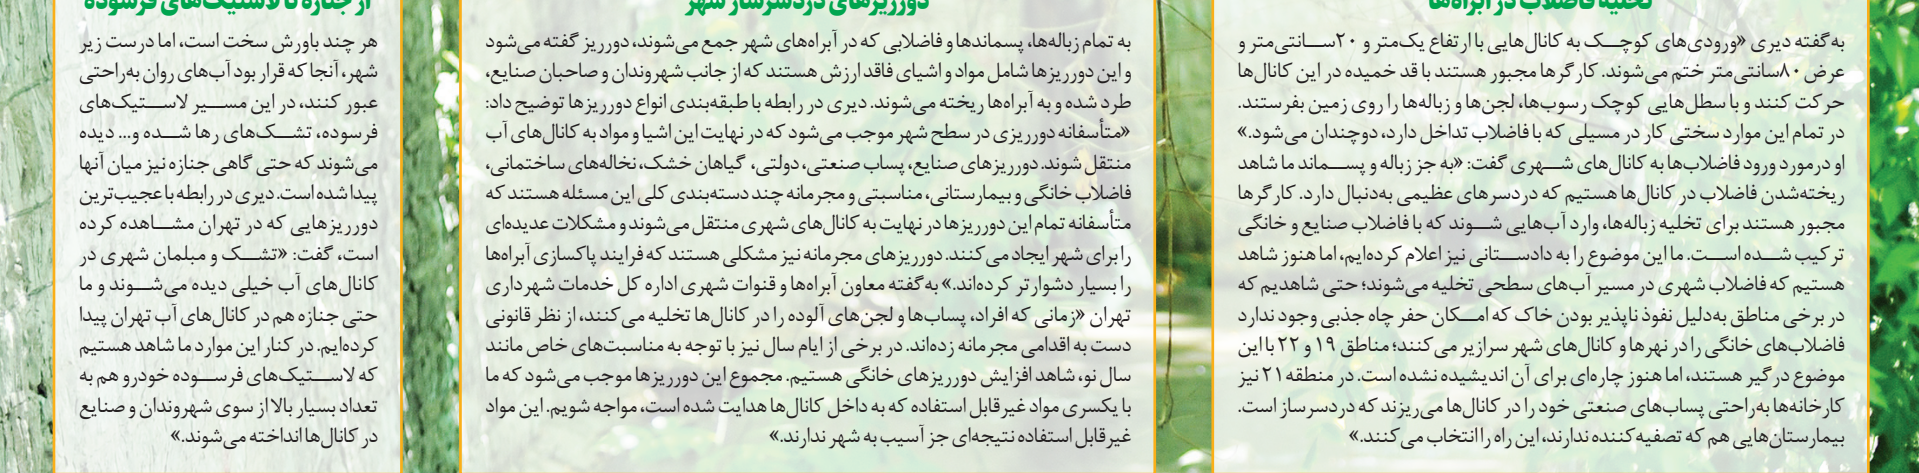 تخلیه فاضلاب در آبراه‌ها
به گفته دیری «ورودی‌های کوچک به کانال‌هایی با ارتفاع یک‌متر و ۲۰سانتی‌متر و
عرض ۸۰سانتی‌متر ختم می‌شوند. کارگرها مجبور هستند با قد خمیده در این کانال‌ها
حرکت کنند و با سطل‌هایی کوچک رسوب‌ها، لجن‌ها و زباله‌ها را روی زمین بفرستند.
در تمام این موارد سختی کار در مسیلی که با فاضلاب تداخل دارد، دوچندان می‌شود.»
او درمورد ورود فاضلاب‌ها به کانال‌های شهری گفت: «به جز زباله و پسماند ما شاهد
ریخته‌شدن فاضلاب در کانال‌ها هستیم که دردسرهای عظیمی به‌دنبال دارد. کارگرها
مجبور هستند برای تخلیه زباله‌ها، وارد آب‌هایی شوند که با فاضلاب صنایع و خانگی
ترکیب شده است. ما این موضوع را به دادستانی نیز اعلام کرده‌ایم، اما هنوز شاهد
هستیم که فاضلاب شهری در مسیر آب‌های سطحی تخلیه می‌شوند؛ حتی شاهدیم که
در برخی مناطق به‌دلیل نفوذ ناپذیر بودن خاک که امکان حفر چاه جذبی وجود ندارد
فاضلاب‌های خانگی را در نهرها و کانال‌های شهر سرازیر می‌کنند؛ مناطق ۱۹ و ۲۲ با این
موضوع درگیر هستند، اما هنوز چاره‌ای برای آن اندیشیده نشده است. در منطقه ۲۱ نیز
کارخانه‌ها به‌راحتی پساب‌های صنعتی خود را در کانال‌ها می‌ریزند که دردسرساز است.
بیمارستان‌هایی هم که تصفیه‌کننده ندارند، این راه را انتخاب می‌کنند.»
دورریزهای دردسرساز شهر
به تمام زباله‌ها، پسماندها و فاضلابی که در آبراه‌های شهر جمع می‌شوند، دورریز گفته می‌شود
و این دورریزها شامل مواد و اشیای فاقد ارزش هستند که از جانب شهروندان و صاحبان صنایع،
طرد شده و به آبراه‌ها ریخته می‌شوند. دیری در رابطه با طبقه‌بندی انواع دورریزها توضیح داد:
«متأسفانه دورریزی در سطح شهر موجب می‌شود که در نهایت این اشیا و مواد به کانال‌های آب
منتقل شوند. دورریزهای صنایع، پساب صنعتی، دولتی، گیاهان خشک، نخاله‌های ساختمانی،
فاضلاب خانگی و بیمارستانی، مناسبتی و مجرمانه چند دسته‌بندی کلی این مسئله هستند که
متأسفانه تمام این دورریزها در نهایت به کانال‌های شهری منتقل می‌شوند و مشکلات عدیده‌ای
را برای شهر ایجاد می‌کنند. دورریزهای مجرمانه نیز مشکلی هستند که فرایند پاکسازی آبراه‌ها
را بسیار دشوارتر کرده‌اند.» به‌گفته معاون آبراه‌ها و قنوات شهری اداره کل خدمات شهرداری
تهران «زمانی که افراد، پساب‌ها و لجن‌های آلوده را در کانال‌ها تخلیه می‌کنند، از نظر قانونی
دست به اقدامی مجرمانه زده‌اند. در برخی از ایام سال نیز با توجه به مناسبت‌های خاص مانند
سال نو، شاهد افزایش دورریزهای خانگی هستیم. مجموع این دورریزها موجب می‌شود که ما
با یکسری مواد غیرقابل استفاده که به داخل کانال‌ها هدایت شده است، مواجه شویم. این مواد
غیرقابل استفاده نتیجه‌ای جز آسیب به شهر ندارند.»
از جنازه تا لاستیک‌های فرسوده
هر چند باورش سخت است، اما درست زیر
شهر، آنجا که قرار بود آب‌های روان به‌راحتی
عبور کنند، در این مسیر لاستیک‌های
فرسوده، تشک‌های رها شده و... دیده
می‌شوند که حتی گاهی جنازه نیز میان آنها
پیدا شده است. دیری در رابطه با عجیب‌ترین
دورریزهایی که در تهران مشاهده کرده
است، گفت: «تشک و مبلمان شهری در
کانال‌های آب خیلی دیده می‌شوند و ما
حتی جنازه هم در کانال‌های آب تهران پیدا
کرده‌ایم. در کنار این موارد ما شاهد هستیم
که لاستیک‌های فرسوده خودرو هم به
تعداد بسیار بالا از سوی شهروندان و صنایع
در کانال‌ها انداخته می‌شوند.»